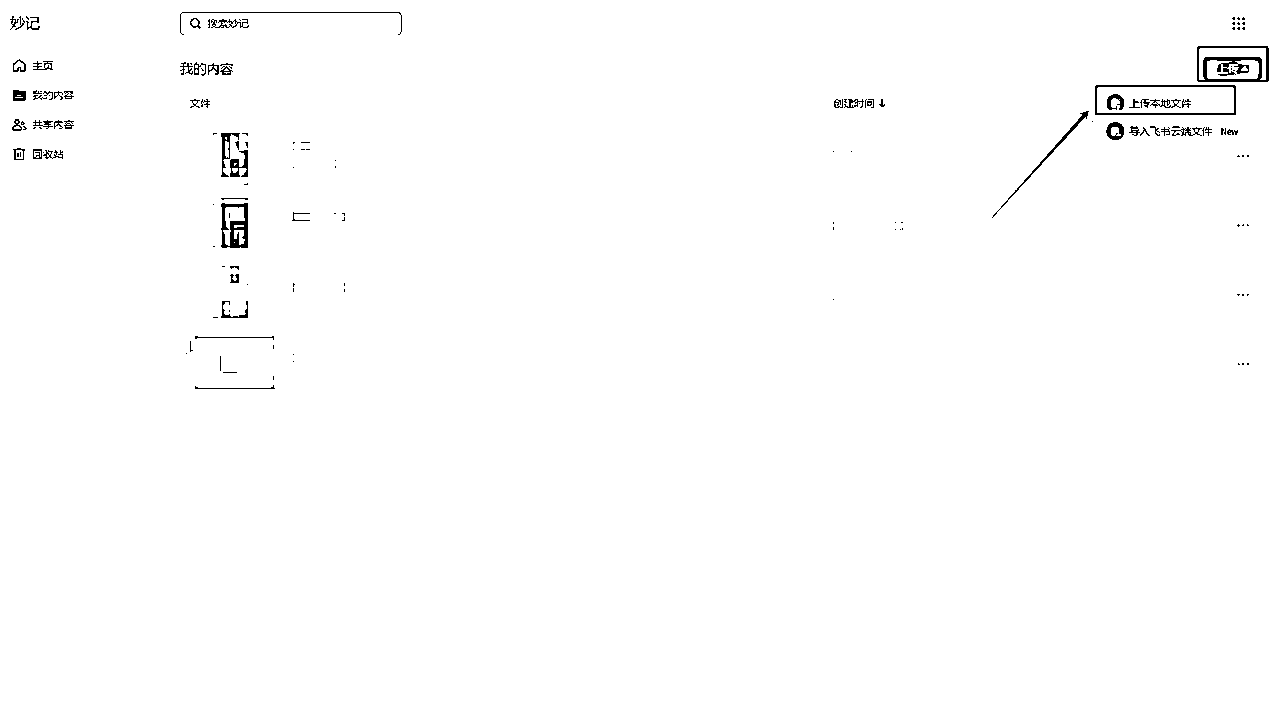 妙记
搜索妙记
主页
我的内容
共享内容
回收站
我的内容
上传
文件
创建时间
上传本地文件
导入飞书云端文件 New